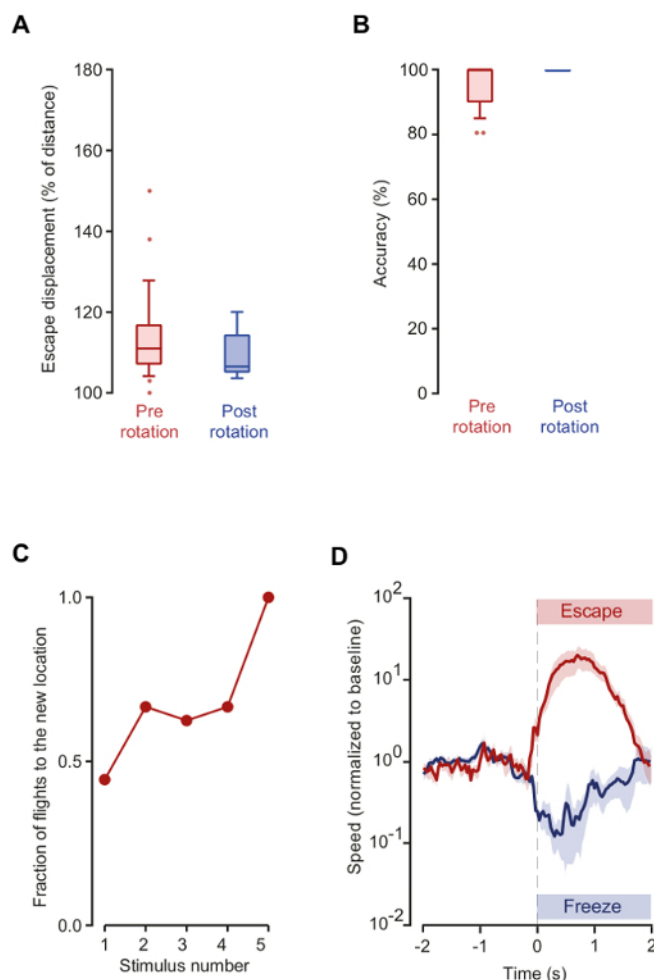 A
Escape displacement (% of distance)
180
160
140
120
100
Pre
rotation
Post
rotation
B
Accuracy (%)
100
80
60
40
20
0
Pre
rotation
Post
rotation
C
Fraction of flights to the new location
1.0
0.5
0.0
1 2 3 4 5
Stimulus number
D
Speed (normalized to baseline)
10^2
10^1
10^0
10^-1
10^-2
Escape
Freeze
-2 -1 0 1 2
Time (s)